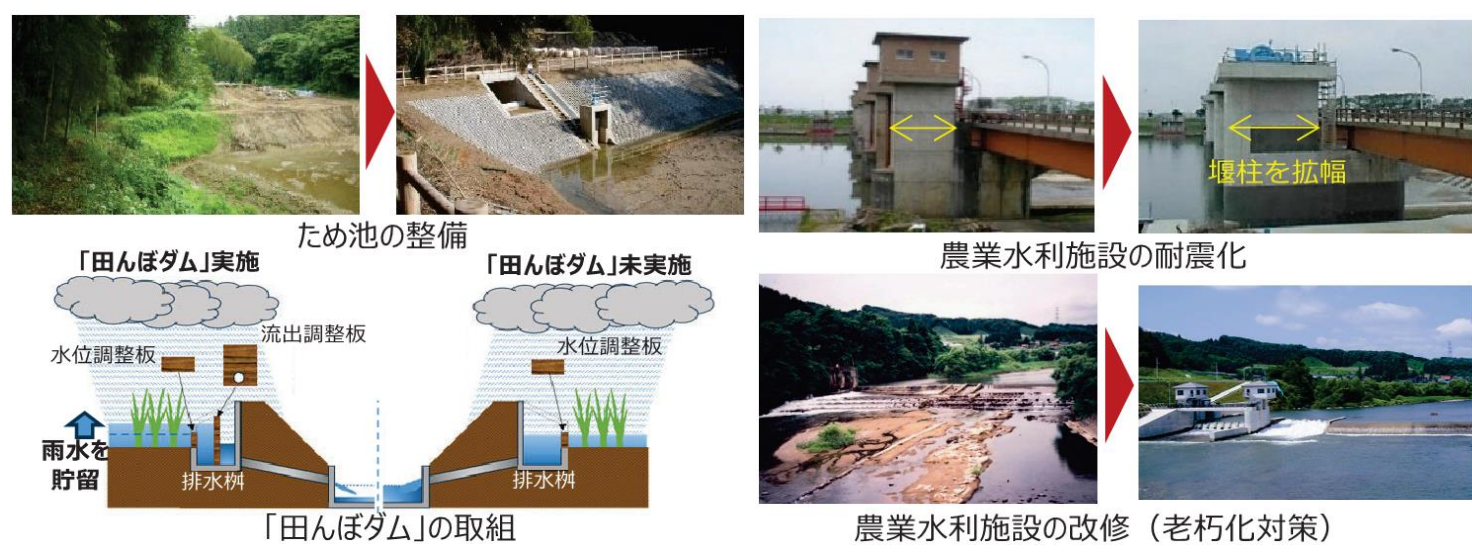 ため池の整備
堰柱を拡幅
農業水利施設の耐震化
「田んぼダム」実施
「田んぼダム」未実施
流出調整板
水位調整板
水位調整板
雨水を
貯留
排水桝
排水桝
「田んぼダム」の取組
農業水利施設の改修（老朽化対策）